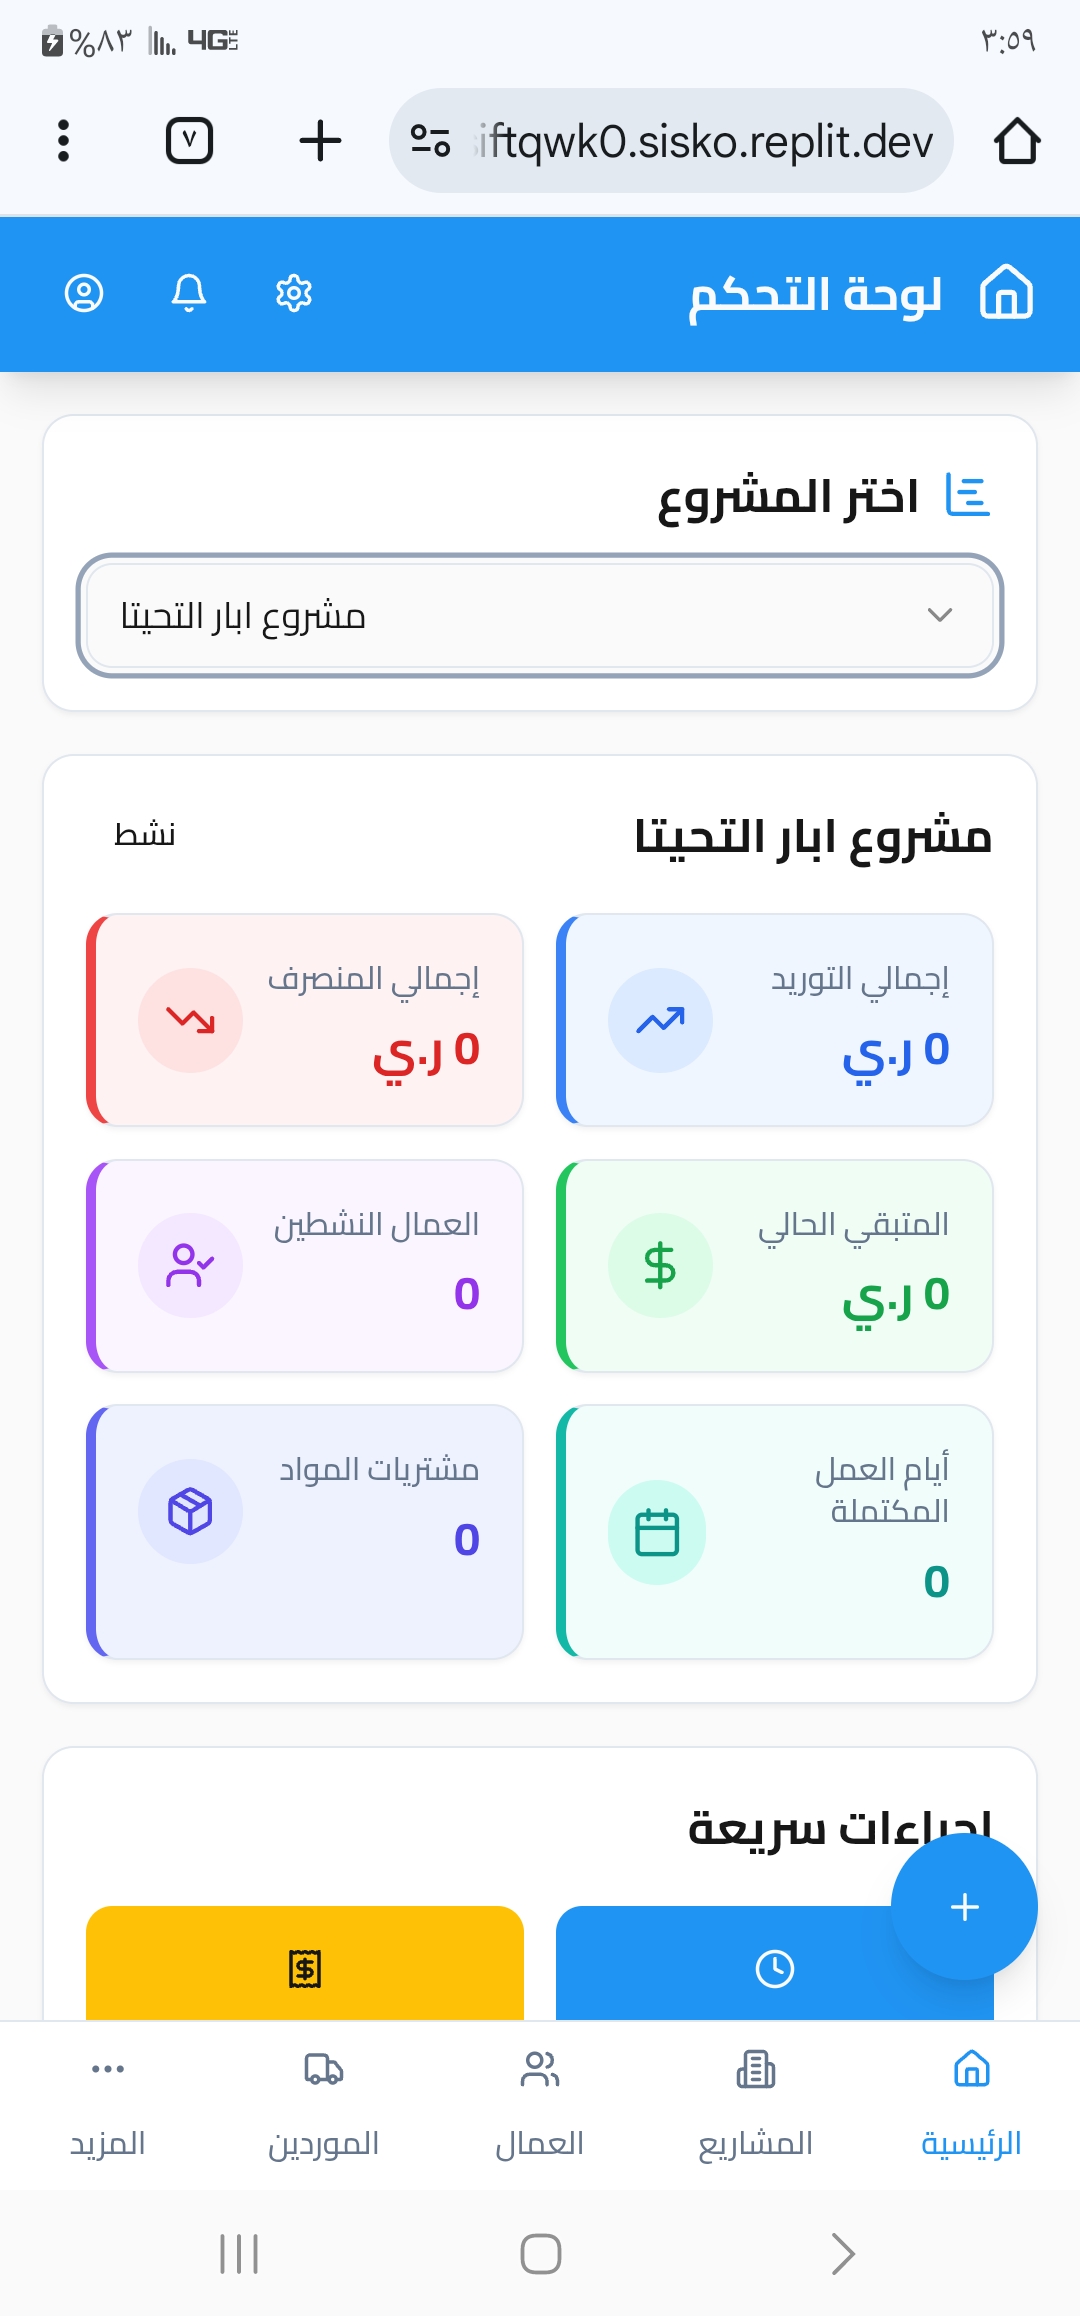 ٣:٥٩
4G LTE
%٨٣
iftqwk0.sisko.replit.dev
٧
لوحة التحكم
اختر المشروع
مشروع ابار التحيتا
مشروع ابار التحيتا
نشط
إجمالي التوريد
0 ر.ي
إجمالي المنصرف
0 ر.ي
المتبقي الحالي
0 ر.ي
العمال النشطين
0
أيام العمل
المكتملة
0
مشتريات المواد
0
إجراءات سريعة
الرئيسية
المشاريع
العمال
الموردين
المزيد